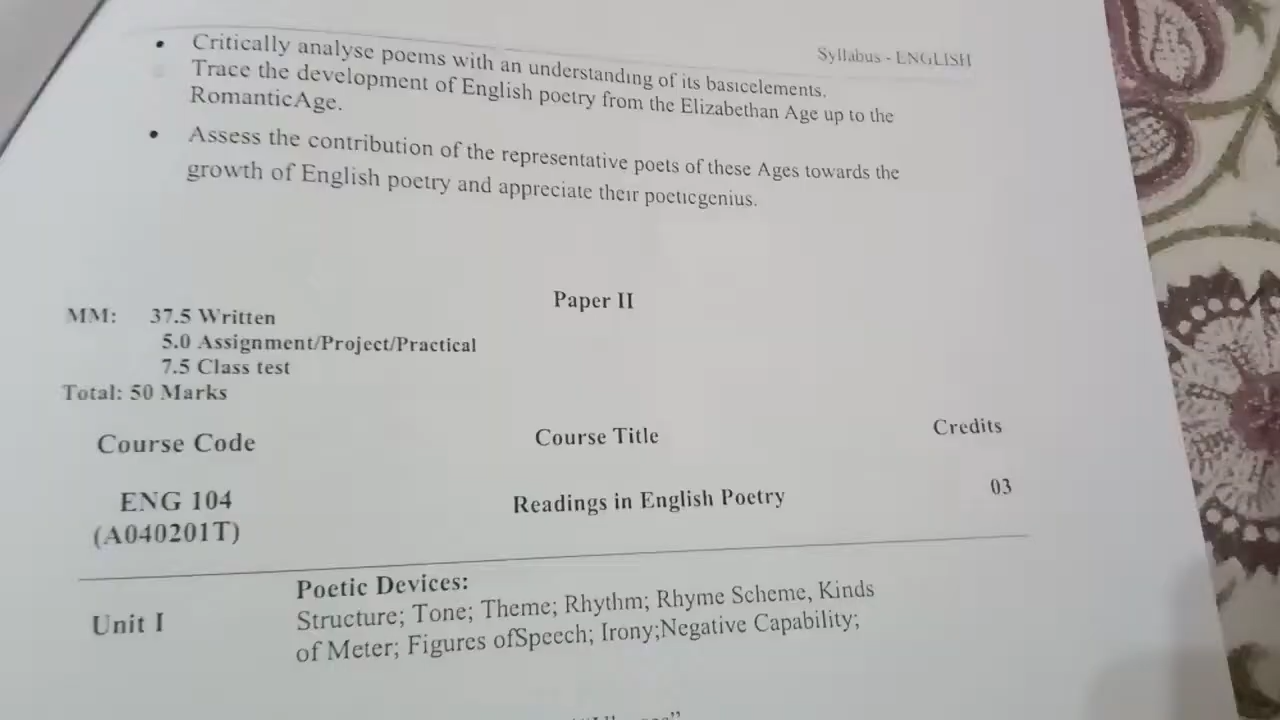 Syllabus - ENGLISH
• Critically analyse poems with an understanding of its basicelements.
Trace the development of English poetry from the Elizabethan Age up to the
RomanticAge.
• Assess the contribution of the representative poets of these Ages towards the
growth of English poetry and appreciate their poeticgenius.
Paper II
MM: 37.5 Written
5.0 Assignment/Project/Practical
7.5 Class test
Total: 50 Marks
Course Code Course Title Credits
ENG 104 Readings in English Poetry 03
(A040201T)
Poetic Devices:
Unit I Structure; Tone; Theme; Rhythm; Rhyme Scheme, Kinds
of Meter; Figures ofSpeech; Irony;Negative Capability;